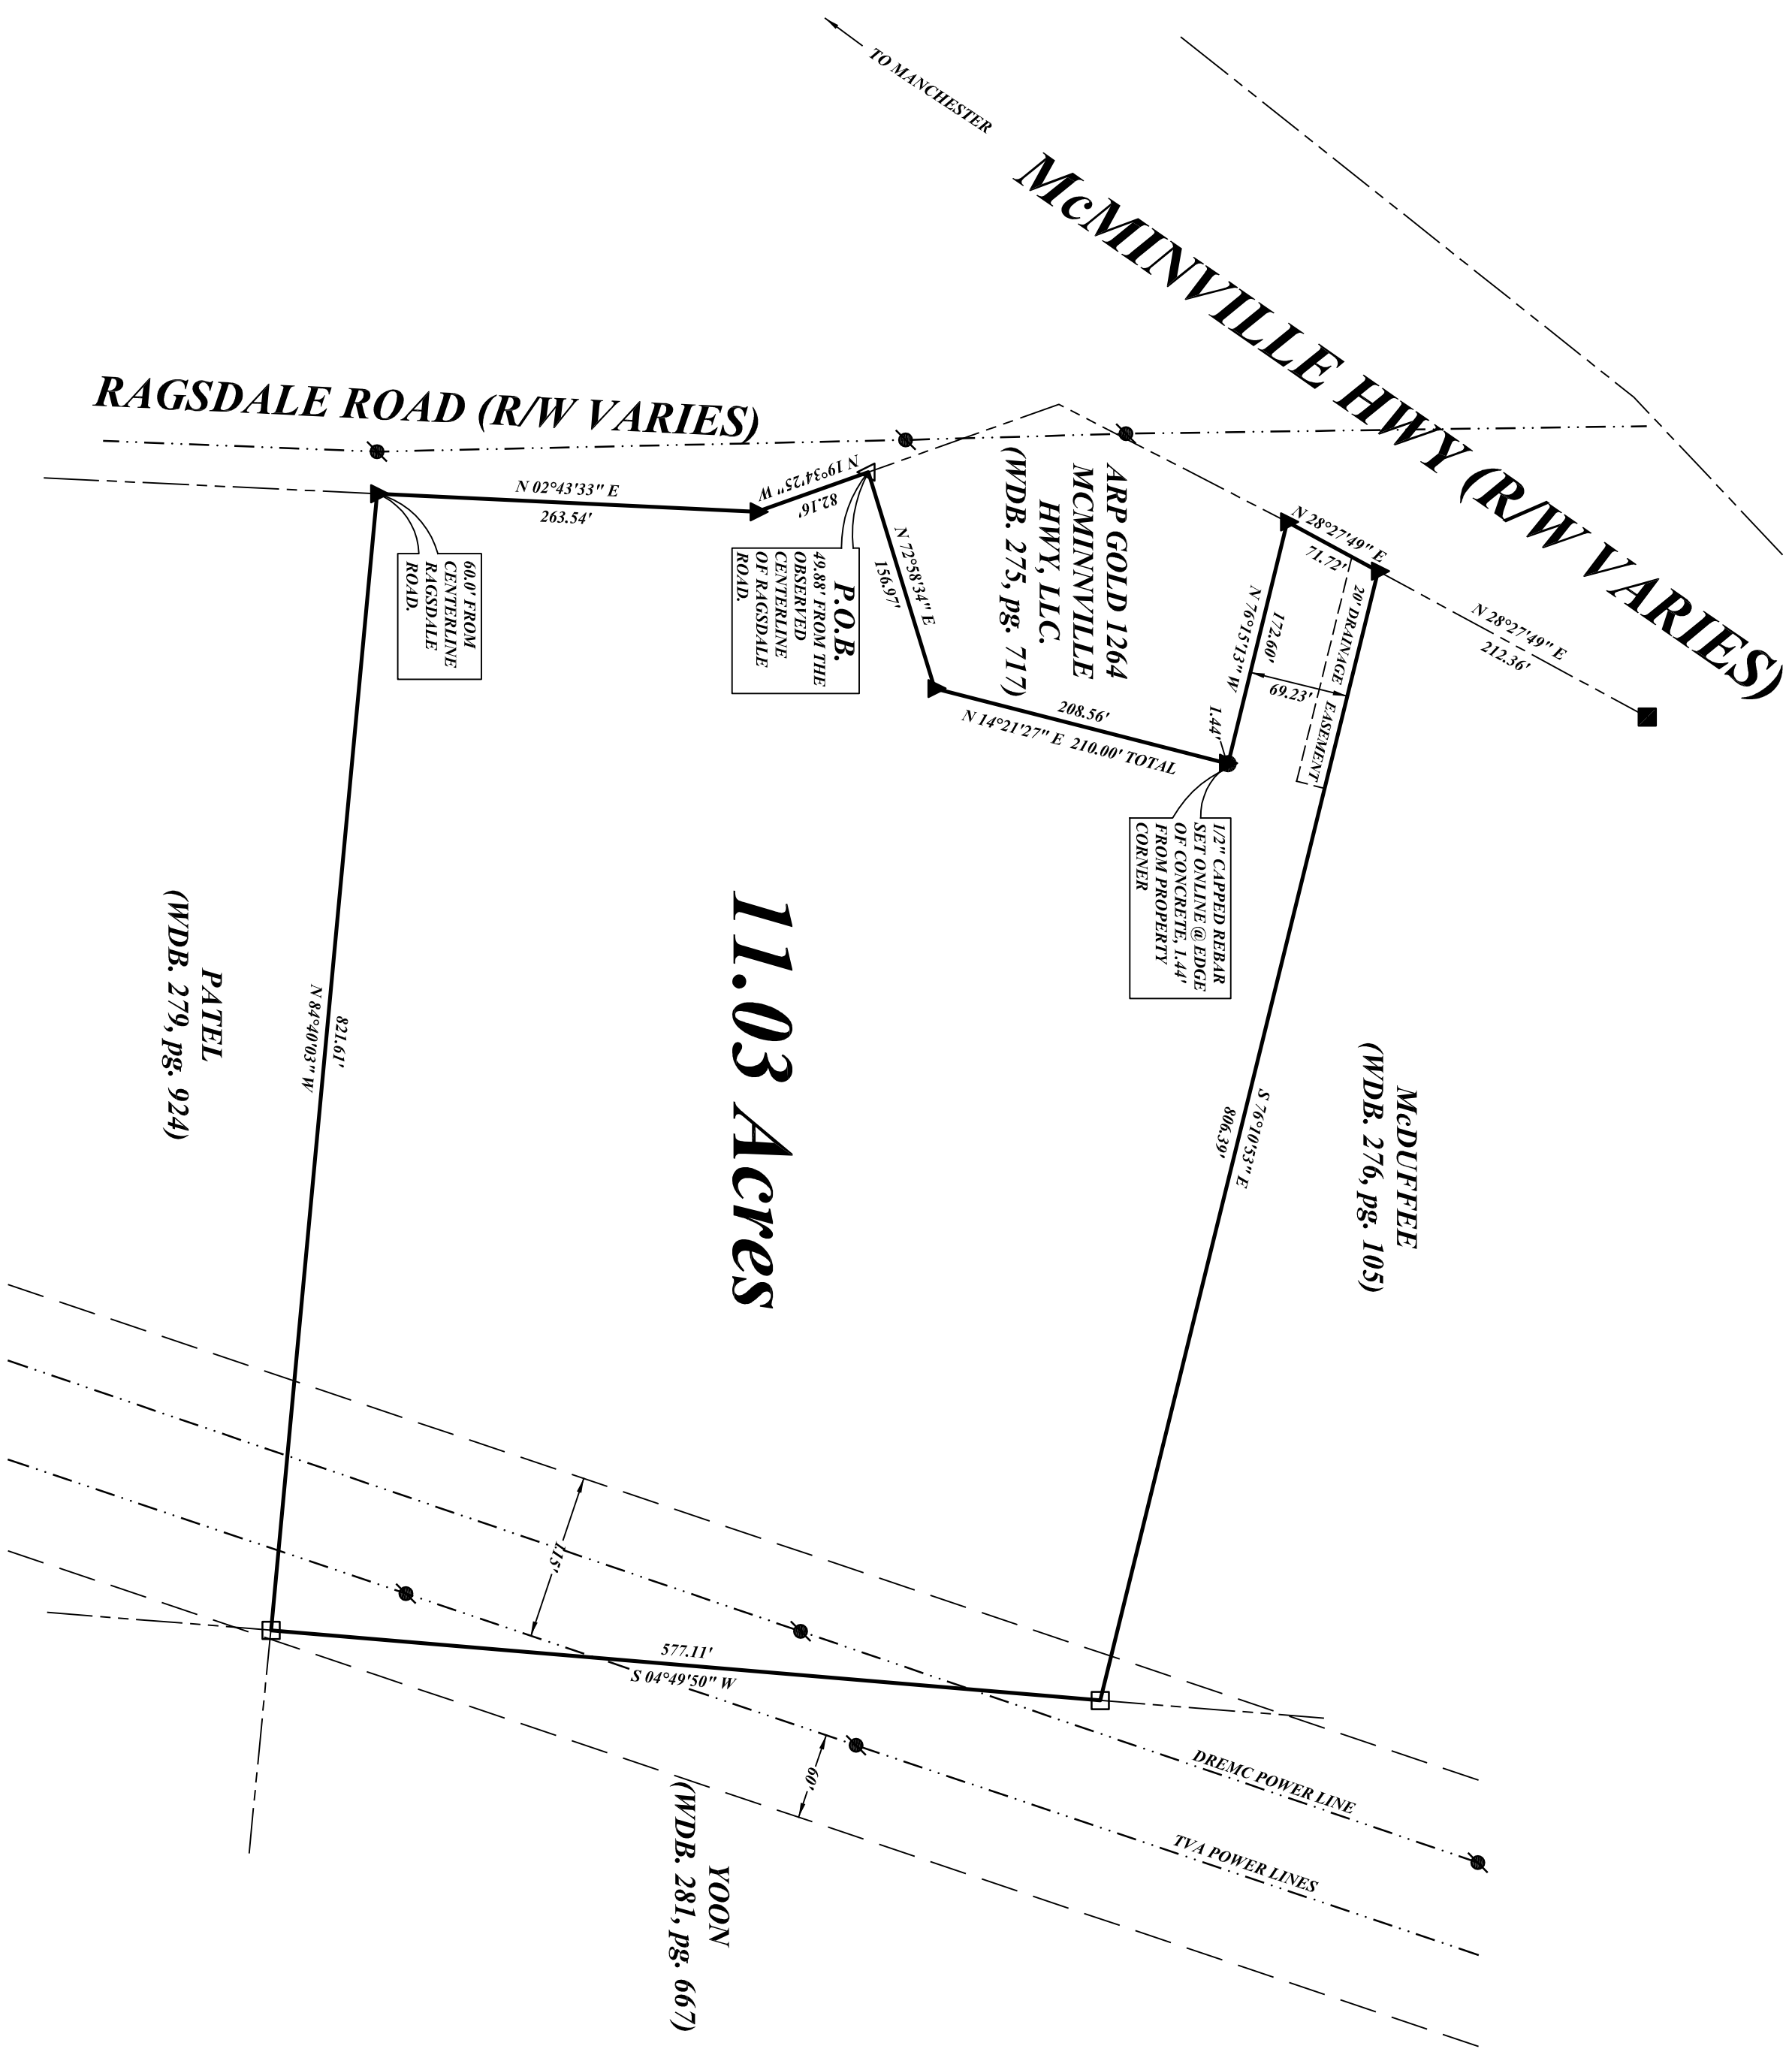 TO MANCHESTER
McMINVILLE HWY (R/W VARIES)
RAGSDALE ROAD (R/W VARIES)
N 02°43'33" E
263.54'
N 19°34'25" W
82.16'
60.0' FROM
CENTERLINE
RAGSDALE
ROAD.
P.O.B.
49.88' FROM THE
OBSERVED
CENTERLINE
OF RAGSDALE
ROAD.
N 72°58'34" E
156.97'
ARP GOLD 1264
MCMINNVILLE
HWY, LLC.
(WDB. 275, pg. 717)
N 28°27'49" E
71.72'
N 28°27'49" E
212.36'
20' DRAINAGE EASEMENT
172.60'
N 76°15'13" W
69.23'
1.44'
208.56'
N 14°21'27" E 210.00' TOTAL
1/2" CAPPED REBAR
SET ONLINE @ EDGE
OF CONCRETE, 1.44'
FROM PROPERTY
CORNER
11.03 Acres
PATEL
(WDB. 279, pg. 924)
821.61'
N 84°40'03" W
McDUFFEE
(WDB. 276, pg. 105)
S 76°10'53" E
806.39'
115'
577.11'
S 04°49'50" W
60'
DREMC POWER LINE
TVA POWER LINES
YOON
(WDB. 281, pg. 667)